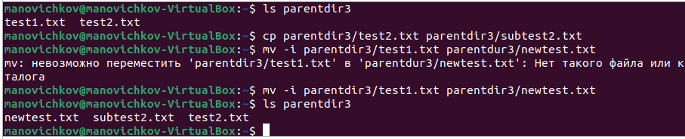 manovichkov@manovichkov-VirtualBox:~$ ls parentdir3
test1.txt  test2.txt
manovichkov@manovichkov-VirtualBox:~$ cp parentdir3/test2.txt parentdir3/subtest2.txt
manovichkov@manovichkov-VirtualBox:~$ mv -i parentdir3/test1.txt parentdur3/newtest.txt
mv: невозможно переместить 'parentdir3/test1.txt' в 'parentdur3/newtest.txt': Нет такого файла или к
талога
manovichkov@manovichkov-VirtualBox:~$ mv -i parentdir3/test1.txt parentdir3/newtest.txt
manovichkov@manovichkov-VirtualBox:~$ ls parentdir3
newtest.txt  subtest2.txt  test2.txt
manovichkov@manovichkov-VirtualBox:~$